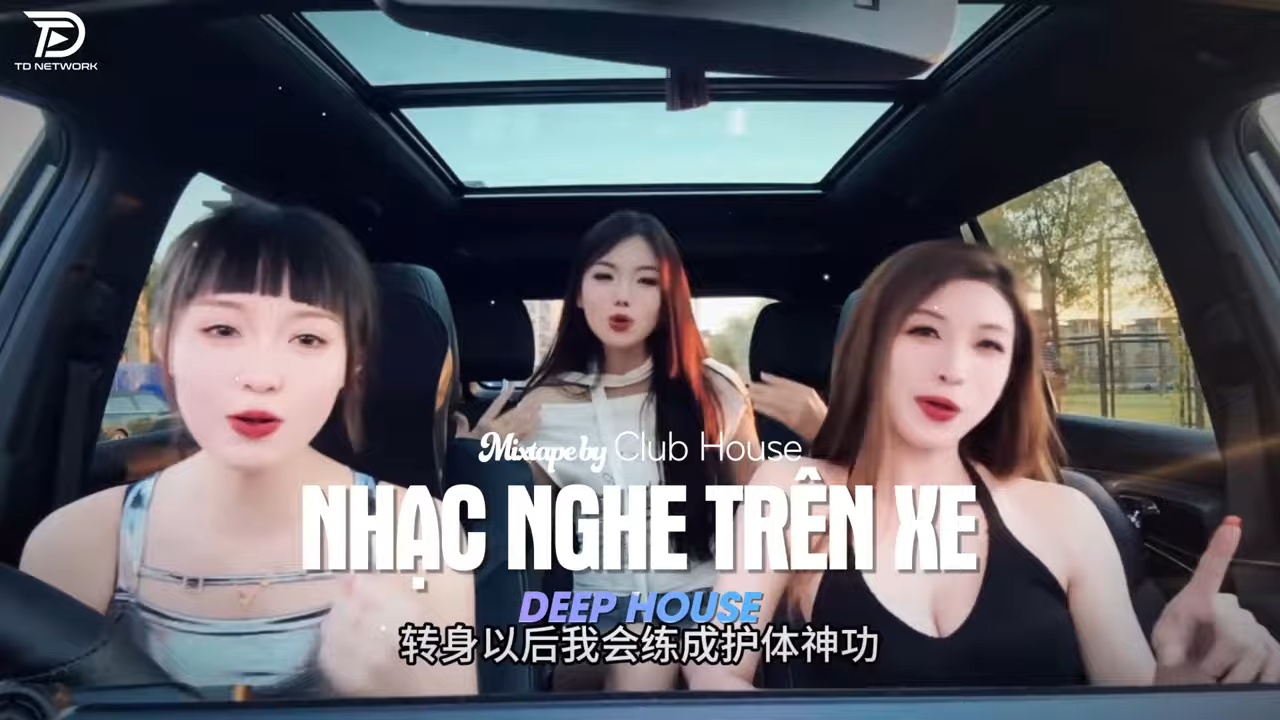 TD NETWORK
Mixtape by Club House
NHẠC NGHE TRÊN XE
DEEP HOUSE
转身以后我会练成护体神功